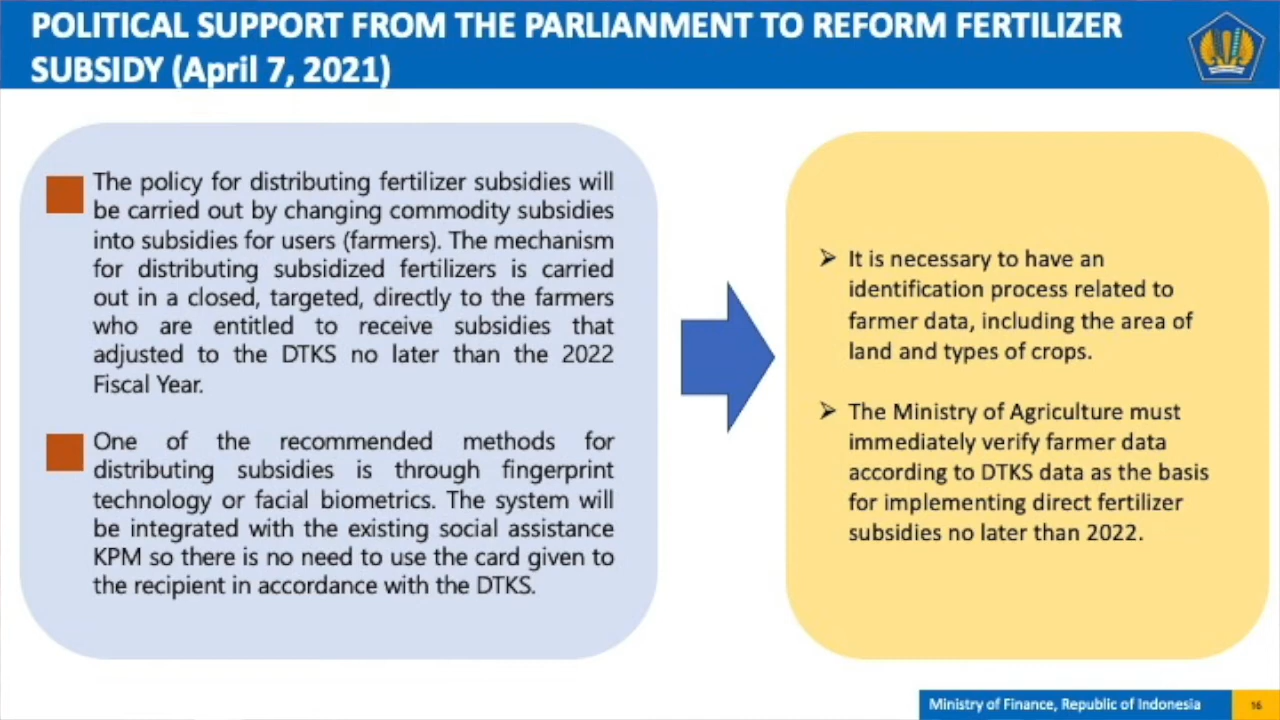 POLITICAL SUPPORT FROM THE PARLIANMENT TO REFORM FERTILIZER
SUBSIDY (April 7, 2021)
The policy for distributing fertilizer subsidies will
be carried out by changing commodity subsidies
into subsidies for users (farmers). The mechanism
for distributing subsidized fertilizers is carried
out in a closed, targeted, directly to the farmers
who are entitled to receive subsidies that
adjusted to the DTKS no later than the 2022
Fiscal Year.
One of the recommended methods for
distributing subsidies is through fingerprint
technology or facial biometrics. The system will
be integrated with the existing social assistance
KPM so there is no need to use the card given to
the recipient in accordance with the DTKS.
➢ It is necessary to have an
identification process related to
farmer data, including the area of
land and types of crops.
➢ The Ministry of Agriculture must
immediately verify farmer data
according to DTKS data as the basis
for implementing direct fertilizer
subsidies no later than 2022.
Ministry of Finance, Republic of Indonesia 16